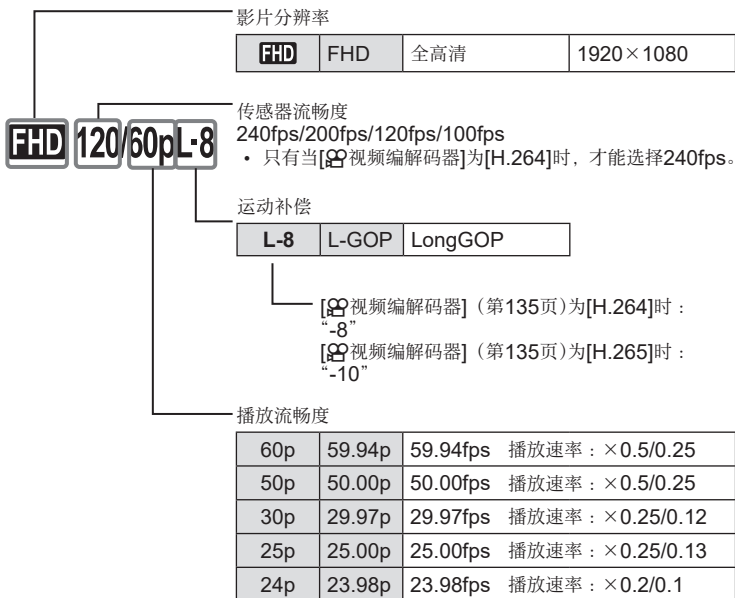 影片分辨率
FHD FHD 全高清 1920×1080
FHD 120/60pL-8
传感器流畅度
240fps/200fps/120fps/100fps
• 只有当[视频编解码器]为[H.264]时，才能选择240fps。
运动补偿
L-8 L-GOP LongGOP
[视频编解码器]（第135页）为[H.264]时：
“-8”
[视频编解码器]（第135页）为[H.265]时：
“-10”
播放流畅度
60p 59.94p 59.94fps 播放速率：×0.5/0.25
50p 50.00p 50.00fps 播放速率：×0.5/0.25
30p 29.97p 29.97fps 播放速率：×0.25/0.12
25p 25.00p 25.00fps 播放速率：×0.25/0.13
24p 23.98p 23.98fps 播放速率：×0.2/0.1